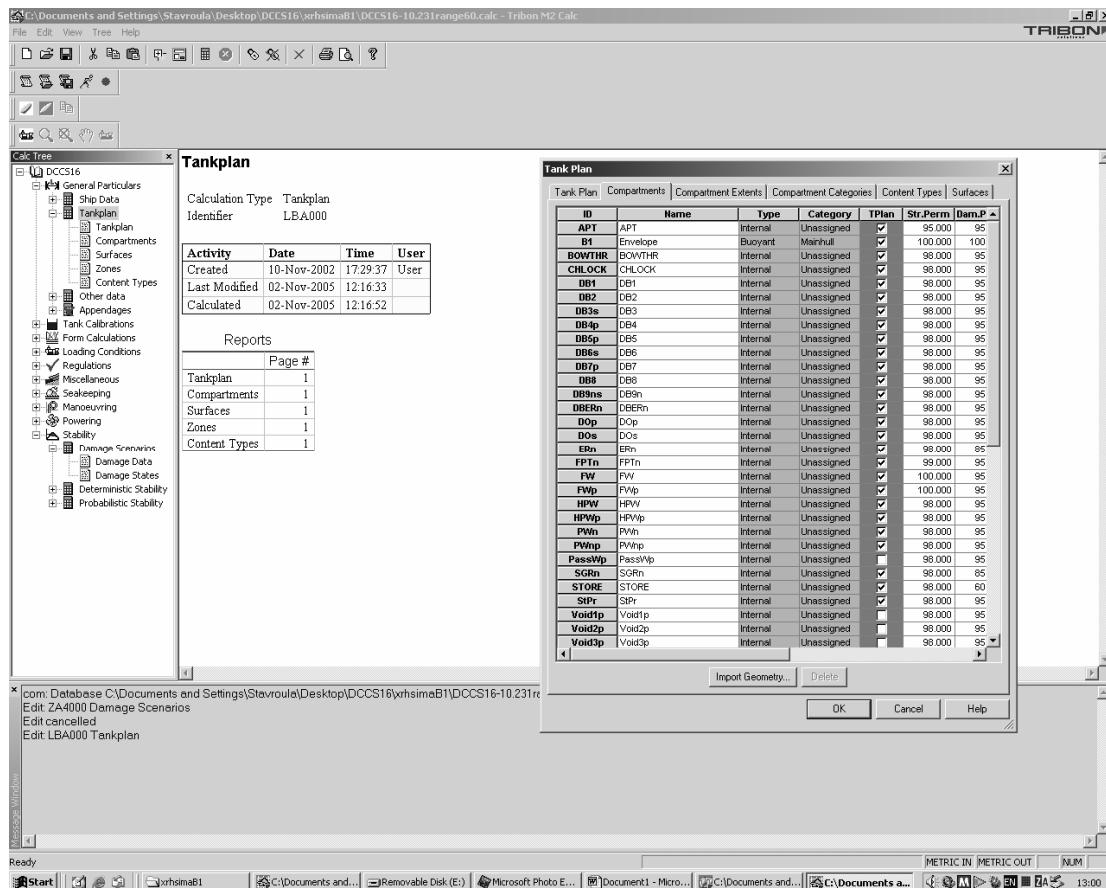 C:\Documents and Settings\Stavroula\Desktop\DCCS16\xrhsimaB1\DCCS16-10.231range60.calc - Tribon M2 Calc
File Edit View Tree Help
TRIBON
solutions
Calc Tree
DCCS16
General Particulars
Ship Data
Tankplan
Tankplan
Compartments
Surfaces
Zones
Content Types
Other data
Appendages
Tank Calibrations
Form Calculations
Loading Conditions
Regulations
Miscellaneous
Seakeeping
Manoeuvring
Powering
Stability
Damage Scenarios
Damage Data
Damage States
Deterministic Stability
Probabilistic Stability
Tankplan
Calculation Type Tankplan
Identifier LBA000
Activity Date Time User
Created 10-Nov-2002 17:29:37 User
Last Modified 02-Nov-2005 12:16:33
Calculated 02-Nov-2005 12:16:52
Reports
Page #
Tankplan 1
Compartments 1
Surfaces 1
Zones 1
Content Types 1
Tank Plan
Tank Plan Compartments Compartment Extents Compartment Categories Content Types Surfaces
ID Name Type Category TPlan Str.Perm Dam.P
APT APT Internal Unassigned 95.000 95
B1 Envelope Buoyant Mainhull 100.000 100
BOWTHR BOWTHR Internal Unassigned 98.000 95
CHLOCK CHLOCK Internal Unassigned 98.000 95
DB1 DB1 Internal Unassigned 98.000 95
DB2 DB2 Internal Unassigned 98.000 95
DB3s DB3 Internal Unassigned 98.000 95
DB4p DB4 Internal Unassigned 98.000 95
DB5p DB5 Internal Unassigned 98.000 95
DB6s DB6 Internal Unassigned 98.000 95
DB7p DB7 Internal Unassigned 98.000 95
DB8 DB8 Internal Unassigned 98.000 95
DB9ns DB9n Internal Unassigned 98.000 95
DBERn DBERn Internal Unassigned 98.000 95
DOp DOp Internal Unassigned 98.000 95
DOs DOs Internal Unassigned 98.000 95
ERn ERn Internal Unassigned 98.000 85
FPTn FPTn Internal Unassigned 99.000 95
FW FW Internal Unassigned 100.000 95
FWp FWp Internal Unassigned 100.000 95
HPW HPW Internal Unassigned 98.000 95
HPWp HPWp Internal Unassigned 98.000 95
PWn PWn Internal Unassigned 98.000 95
PWnp PWnp Internal Unassigned 98.000 95
PassWp PassWp Internal Unassigned 98.000 95
SGRn SGRn Internal Unassigned 98.000 85
STORE STORE Internal Unassigned 98.000 60
StPr StPr Internal Unassigned 98.000 95
Void1p Void1p Internal Unassigned 98.000 95
Void2p Void2p Internal Unassigned 98.000 95
Void3p Void3p Internal Unassigned 98.000 95
Import Geometry... Delete
OK Cancel Help
com: Database C:\Documents and Settings\Stavroula\Desktop\DCCS16\xrhsimaB1\DCCS16-10.231r
Edit: ZA4000 Damage Scenarios
Edit cancelled
Edit: LBA000 Tankplan
Message Window
Ready METRIC IN METRIC OUT NUM
Start xrhsimaB1 C:\Documents and... Removable Disk (E:) Microsoft Photo E... Document1 - Micro... C:\Documents and... C:\Documents a... EN 13:00